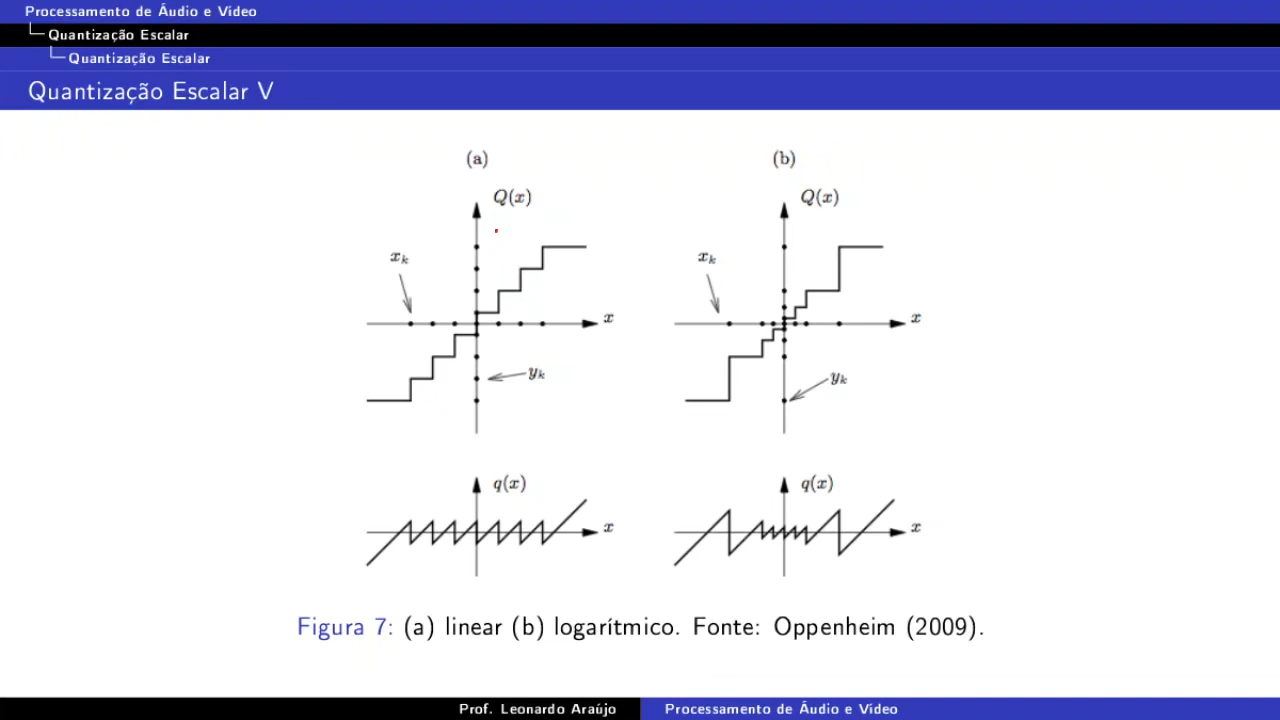 Processamento de Áudio e Vídeo
Quantização Escalar
Quantização Escalar
Quantização Escalar V
(a)
(b)
Q(x)
Q(x)
x_k
x_k
x
x
y_k
y_k
q(x)
q(x)
x
x
Figura 7: (a) linear (b) logarítmico. Fonte: Oppenheim (2009).
Prof. Leonardo Araújo
Processamento de Áudio e Vídeo